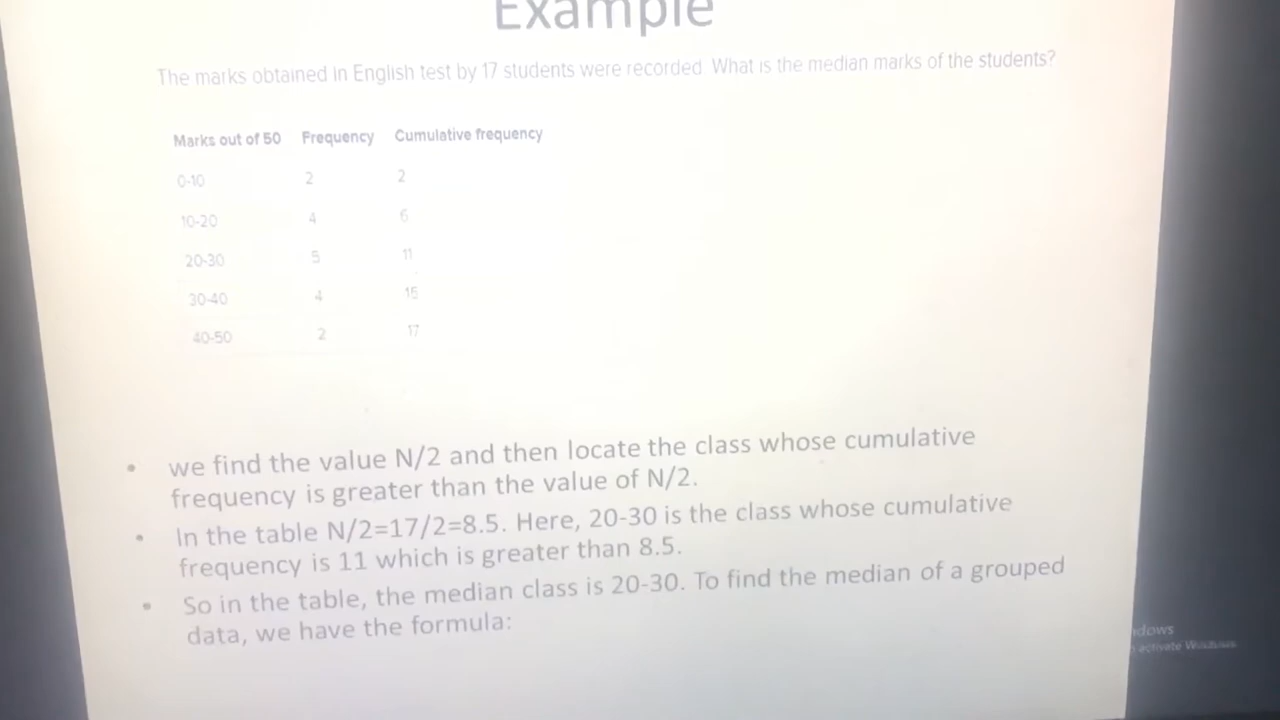 Example
The marks obtained in English test by 17 students were recorded. What is the median marks of the students?
Marks out of 50 Frequency Cumulative frequency
0-10 2 2
10-20 4 6
20-30 5 11
30-40 4 15
40-50 2 17
• we find the value N/2 and then locate the class whose cumulative
frequency is greater than the value of N/2.
• In the table N/2=17/2=8.5. Here, 20-30 is the class whose cumulative
frequency is 11 which is greater than 8.5.
• So in the table, the median class is 20-30. To find the median of a grouped
data, we have the formula:
dows
activate Windows